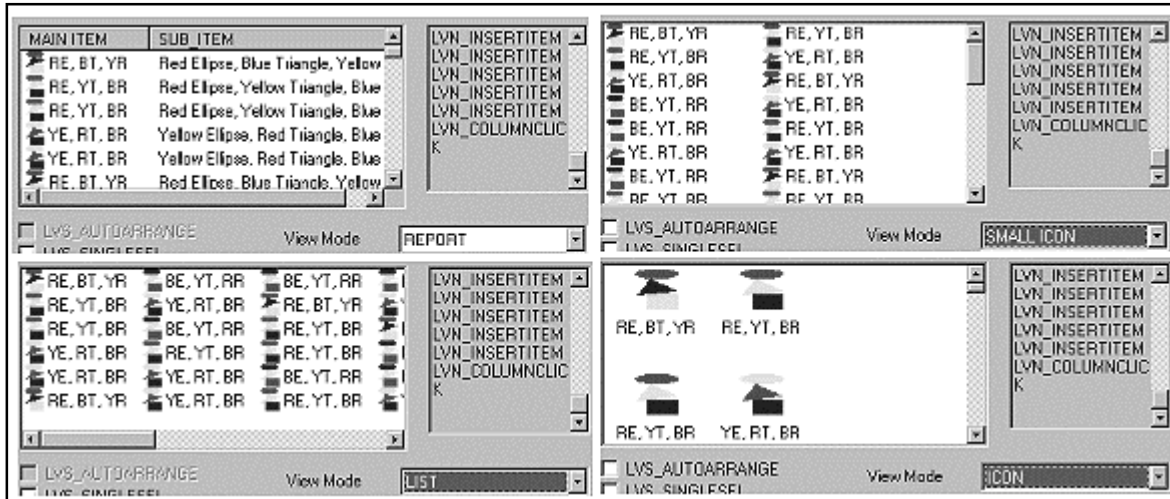 MAIN ITEM SUB_ITEM
RE, BT, YR Red Ellipse, Blue Triangle, Yellow
RE, YT, BR Red Ellipse, Yellow Triangle, Blue
RE, YT, BR Red Ellipse, Yellow Triangle, Blue
YE, RT, BR Yellow Ellipse, Red Triangle, Blue
YE, RT, BR Yellow Ellipse, Red Triangle, Blue
RE, BT, YR Red Ellipse, Blue Triangle, Yellow
LVN_INSERTITEM
LVN_INSERTITEM
LVN_INSERTITEM
LVN_INSERTITEM
LVN_INSERTITEM
LVN_COLUMNCLIC
K
LVS_AUTOARRANGE
LVS_SINGLESEL
View Mode REPORT
RE, BT, YR RE, YT, BR
RE, YT, BR YE, RT, BR
YE, RT, BR RE, BT, YR
BE, YT, RR YE, RT, BR
BE, YT, RR RE, YT, BR
YE, RT, BR YE, RT, BR
BE, YT, RR RE, BT, YR
RE, YT, BR RE, YT, BR
LVN_INSERTITEM
LVN_INSERTITEM
LVN_INSERTITEM
LVN_INSERTITEM
LVN_INSERTITEM
LVN_COLUMNCLIC
K
LVS_AUTOARRANGE
LVS_SINGLESEL
View Mode SMALL ICON
RE, BT, YR BE, YT, RR BE, YT, RR
RE, YT, BR YE, RT, BR RE, BT, YR
RE, YT, BR BE, YT, RR RE, YT, BR
YE, RT, BR RE, YT, BR RE, YT, BR
YE, RT, BR YE, RT, BR BE, YT, RR
RE, BT, YR YE, RT, BR RE, YT, BR
LVN_INSERTITEM
LVN_INSERTITEM
LVN_INSERTITEM
LVN_INSERTITEM
LVN_INSERTITEM
LVN_COLUMNCLIC
K
LVS_AUTOARRANGE
LVS_SINGLESEL
View Mode LIST
RE, BT, YR RE, YT, BR
RE, YT, BR YE, RT, BR
LVN_INSERTITEM
LVN_INSERTITEM
LVN_INSERTITEM
LVN_INSERTITEM
LVN_INSERTITEM
LVN_COLUMNCLIC
K
LVS_AUTOARRANGE
LVS_SINGLESEL
View Mode ICON